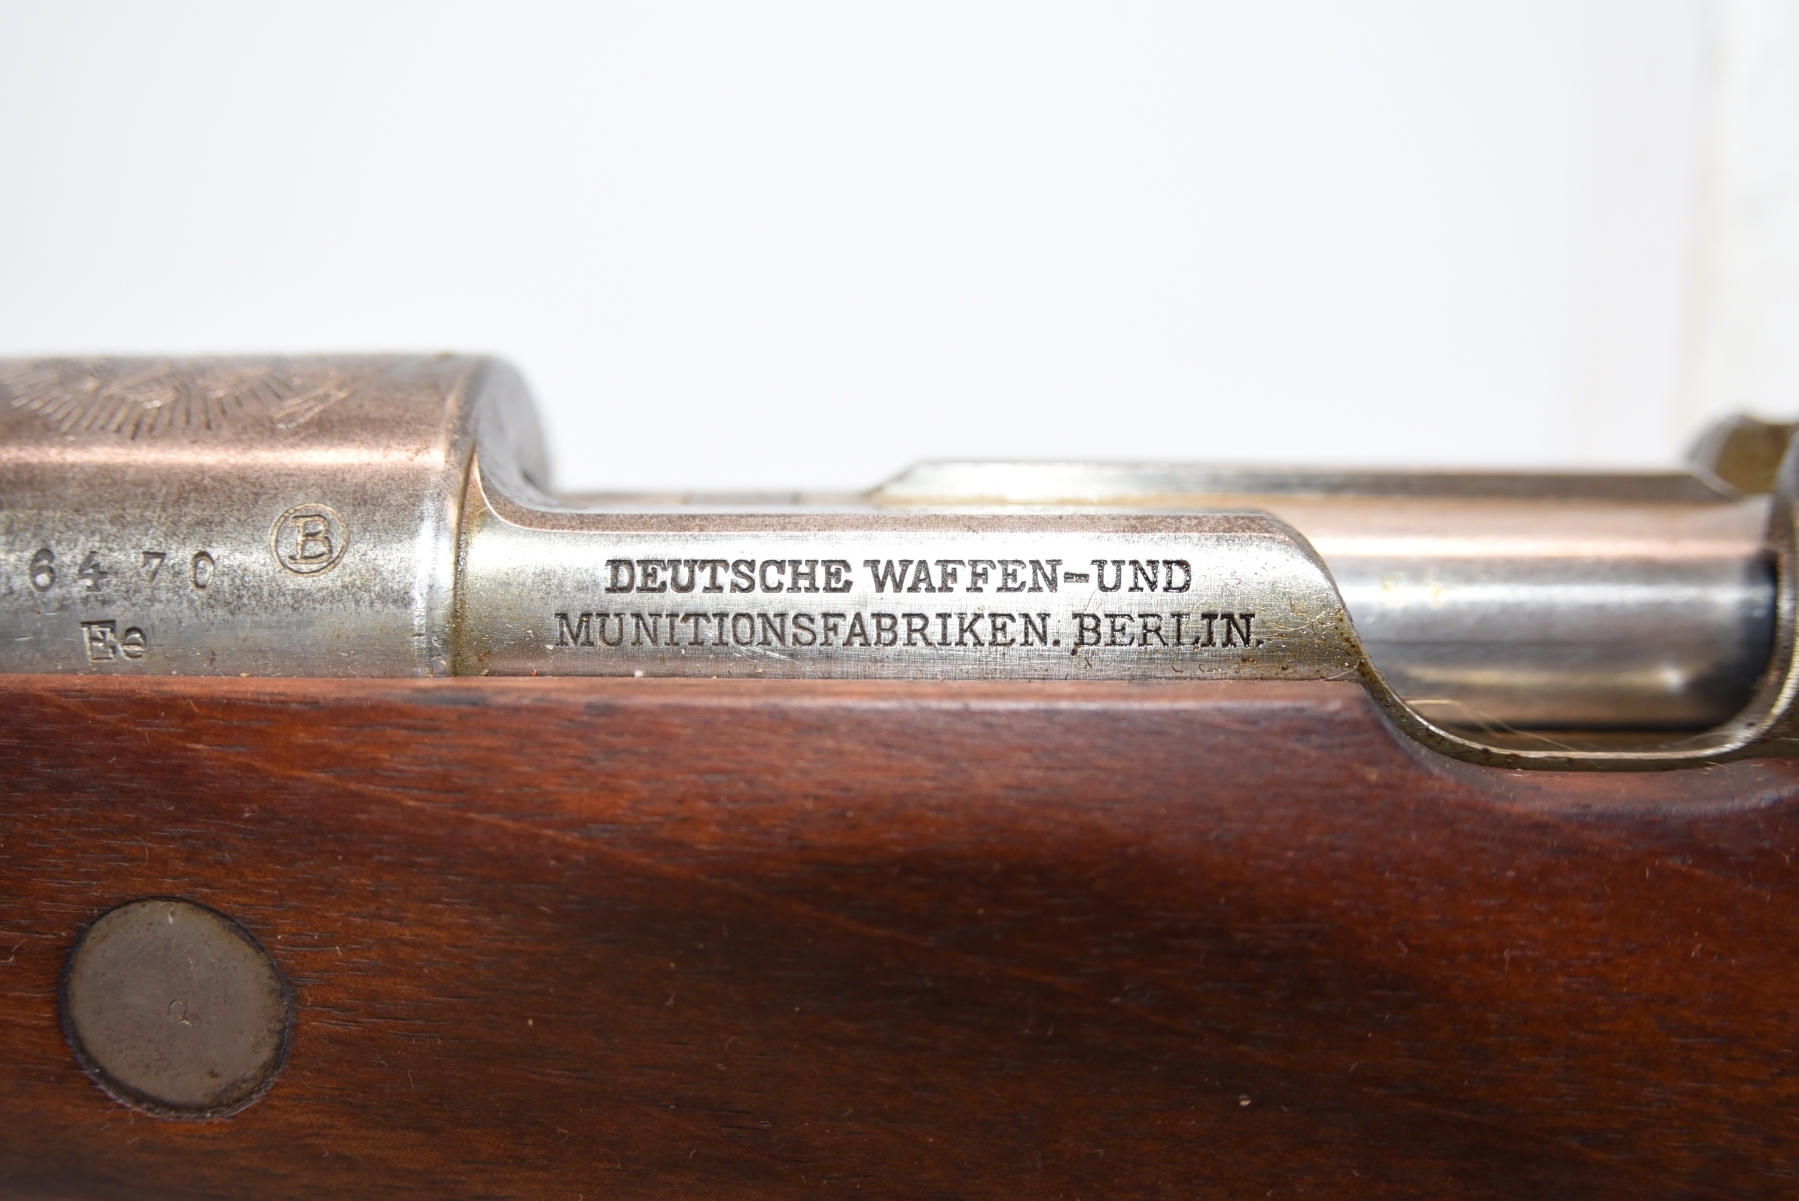 6470 B
Ee
DEUTSCHE WAFFEN-UND
MUNITIONSFABRIKEN. BERLIN.